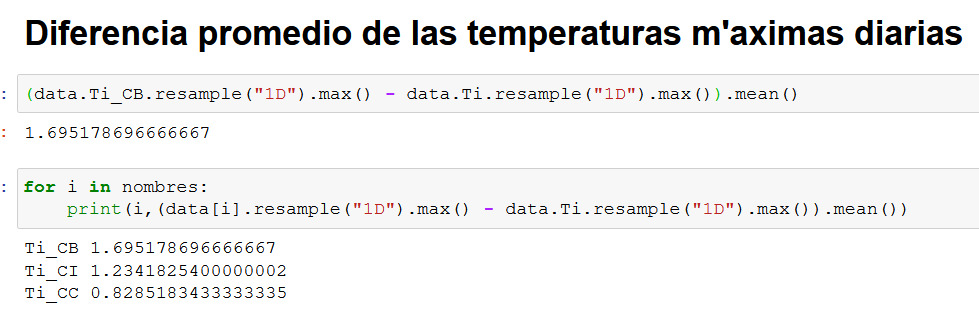 Diferencia promedio de las temperaturas m'aximas diarias
: (data.Ti_CB.resample("1D").max() - data.Ti.resample("1D").max()).mean()
: 1.695178696666667
: for i in nombres:
print(i,(data[i].resample("1D").max() - data.Ti.resample("1D").max()).mean())
Ti_CB 1.695178696666667
Ti_CI 1.2341825400000002
Ti_CC 0.8285183433333335